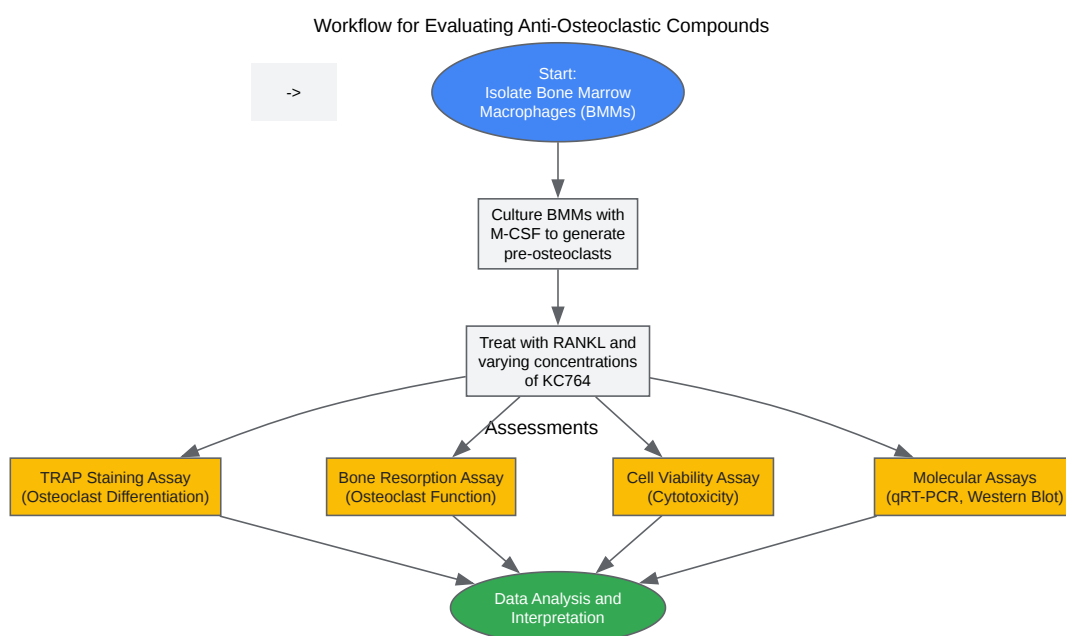 Workflow for Evaluating Anti-Osteoclastic Compounds
->
Start:
Isolate Bone Marrow
Macrophages (BMMs)
Culture BMMs with
M-CSF to generate
pre-osteoclasts
Treat with RANKL and
varying concentrations
of KC764
Assessments
TRAP Staining Assay
(Osteoclast Differentiation)
Bone Resorption Assay
(Osteoclast Function)
Cell Viability Assay
(Cytotoxicity)
Molecular Assays
(qRT-PCR, Western Blot)
Data Analysis and
Interpretation